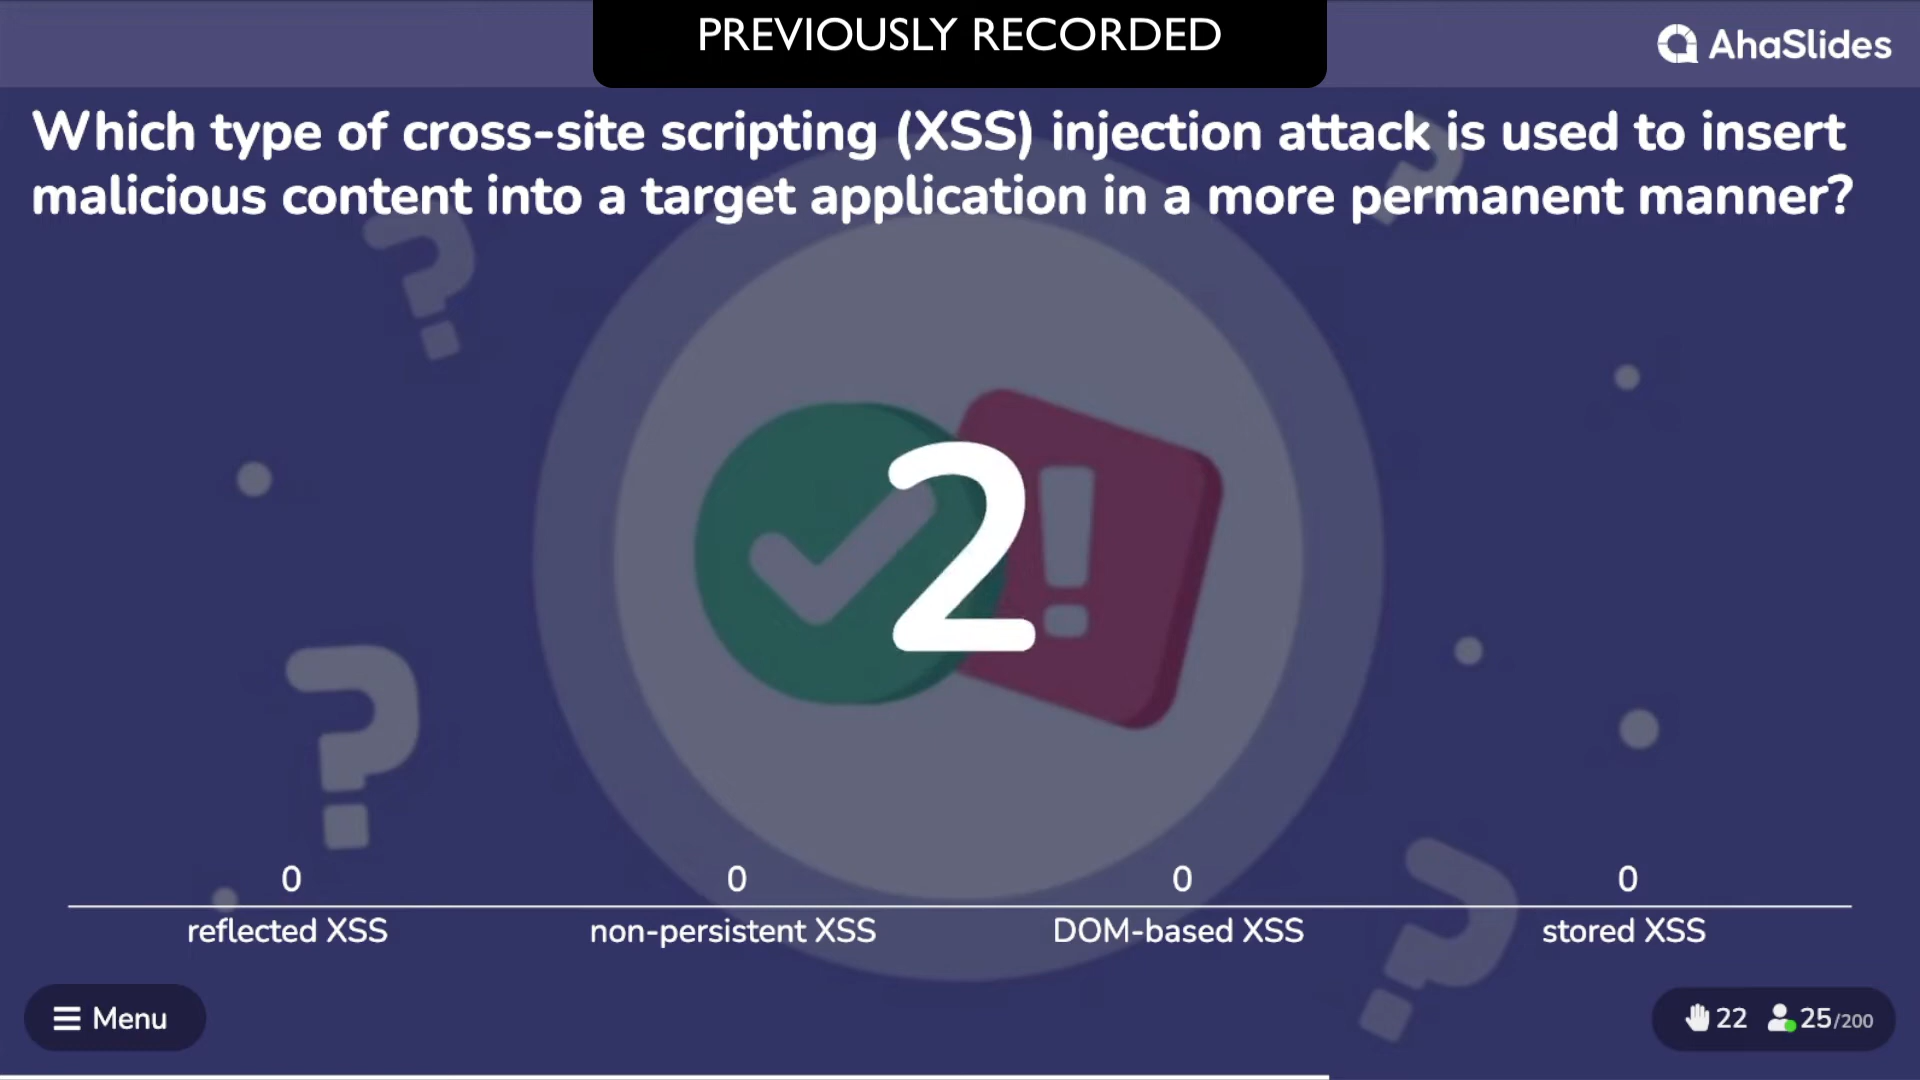 PREVIOUSLY RECORDED
AhaSlides
Which type of cross-site scripting (XSS) injection attack is used to insert
malicious content into a target application in a more permanent manner?
2
0 0 0 0
reflected XSS non-persistent XSS DOM-based XSS stored XSS
Menu 22 25/200